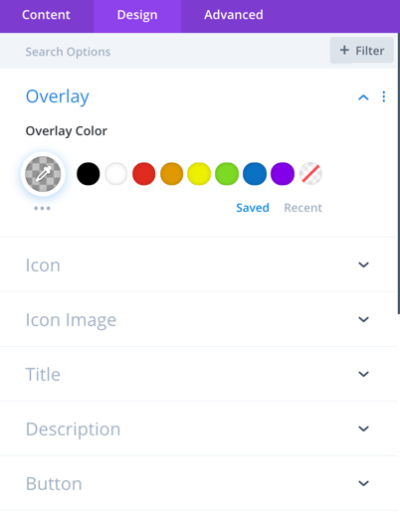 Content Design Advanced
Search Options + Filter
Overlay
Overlay Color
Saved Recent
Icon
Icon Image
Title
Description
Button